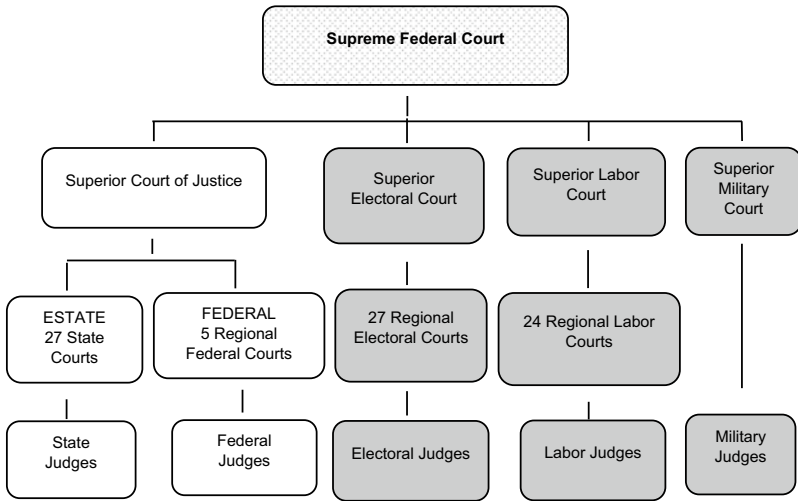 Supreme Federal Court
Superior Court of Justice
Superior
Electoral Court
Superior Labor
Court
Superior
Military
Court
ESTATE
27 State
Courts
FEDERAL
5 Regional
Federal Courts
27 Regional
Electoral Courts
24 Regional Labor
Courts
State
Judges
Federal
Judges
Electoral Judges
Labor Judges
Military
Judges